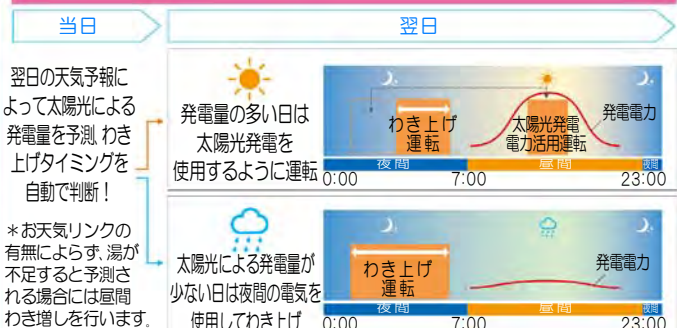 当日
翌日
翌日の天気予報に
よって太陽光による
発電量を予測、わき
上げタイミングを
自動で判断！
＊お天気リンクの
有無によらず、湯が
不足すると予測さ
れる場合には昼間
わき増しを行います。
発電量の多い日は
太陽光発電を
使用するように運転
わき上げ
運転
太陽光発電
電力活用運転
発電電力
夜間
昼間
夜間
0:00
7:00
23:00
太陽光による発電量が
少ない日は夜間の電気を
使用してわき上げ
わき上げ
運転
発電電力
夜間
昼間
夜間
0:00
7:00
23:00